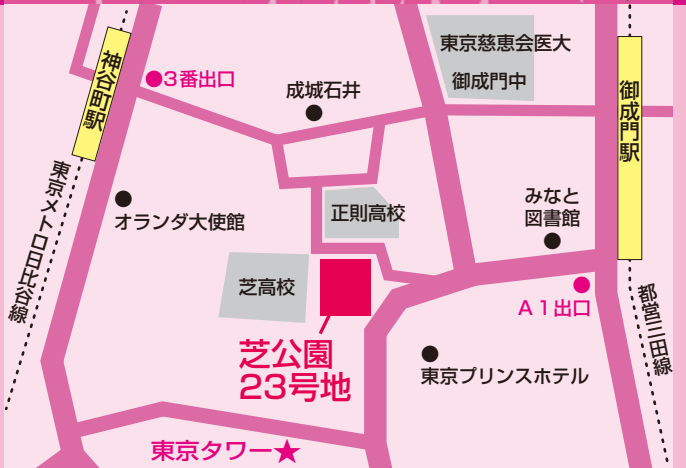 東京慈恵会医大
御成門中
神谷町駅
3番出口
成城石井
御成門駅
東京メトロ日比谷線
オランダ大使館
正則高校
みなと
図書館
芝高校
A1出口
都営三田線
芝公園
23号地
東京プリンスホテル
東京タワー★